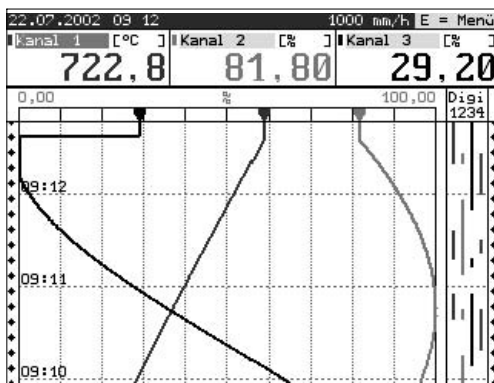 22.07.2002 09 12 1000 mm/h E = Menü
Kanal 1 [°C ] Kanal 2 [% ] Kanal 3 [% ]
722,8 81,80 29,20
0,00 % 100,00 Digi
1234
09:12
09:11
09:10